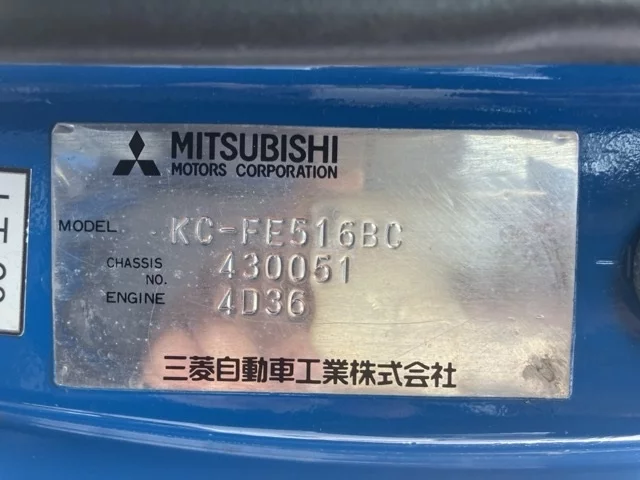 MITSUBISHI
MOTORS CORPORATION
MODEL KC-FE516BC
CHASSIS NO. 430051
ENGINE 4D36
三菱自動車工業株式会社